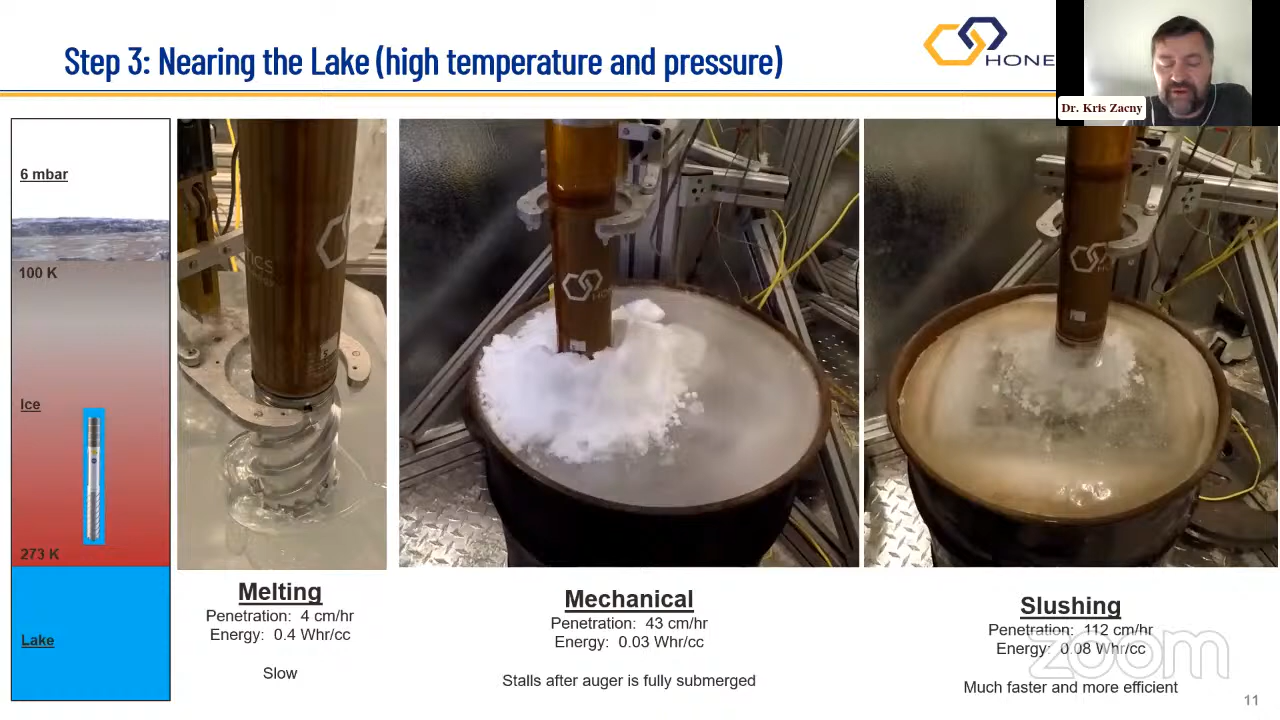 Step 3: Nearing the Lake (high temperature and pressure)
HONE
Dr. Kris Zacny
6 mbar
100 K
Ice
273 K
Lake
HO
Melting
Penetration: 4 cm/hr
Energy: 0.4 Whr/cc
Slow
Mechanical
Penetration: 43 cm/hr
Energy: 0.03 Whr/cc
Stalls after auger is fully submerged
Slushing
Penetration: 112 cm/hr
Energy: 0.08 Whr/cc
Much faster and more efficient
zoom
11